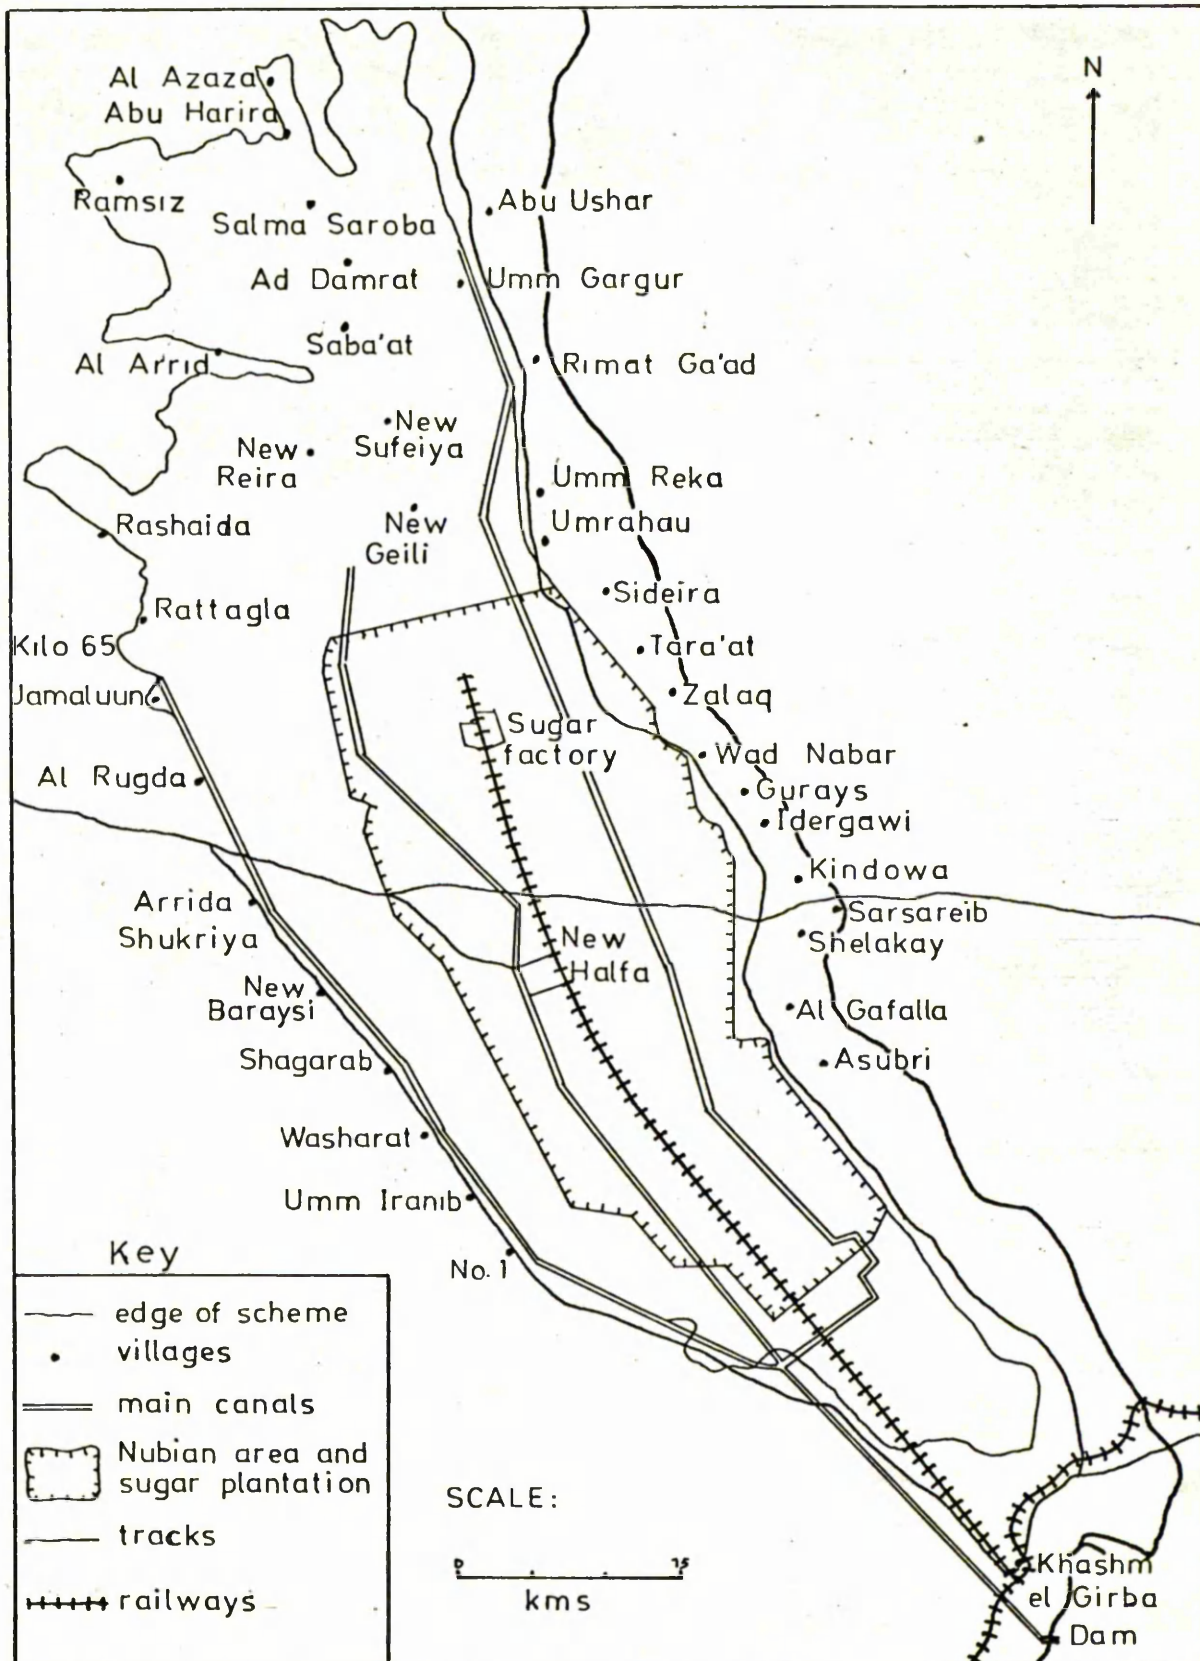 N
Al Azaza
Abu Harira
Ramsiz
Abu Ushar
Salma Saroba
Ad Damrat
Umm Gargur
Saba'at
Al Arrid
Rimat Ga'ad
New
Sufeiya
New
Reira
Umm Reka
New
Geili
Umrahau
Rashaida
Sideira
Rattagla
Kilo 65
Tara'at
Jamaluun
Zalaq
Sugar
factory
Wad Nabar
Al Rugda
Gurays
Idergawi
Kindowa
Arrida
Shukriya
Sarsareib
Shelakay
New
Halfa
New
Baraysi
Al Gafalla
Shagarab
Asubri
Washarat
Umm Iranib
No. 1
Key
edge of scheme
villages
main canals
Nubian area and
sugar plantation
tracks
railways
SCALE:
0 15
kms
Khashm
el Girba
Dam